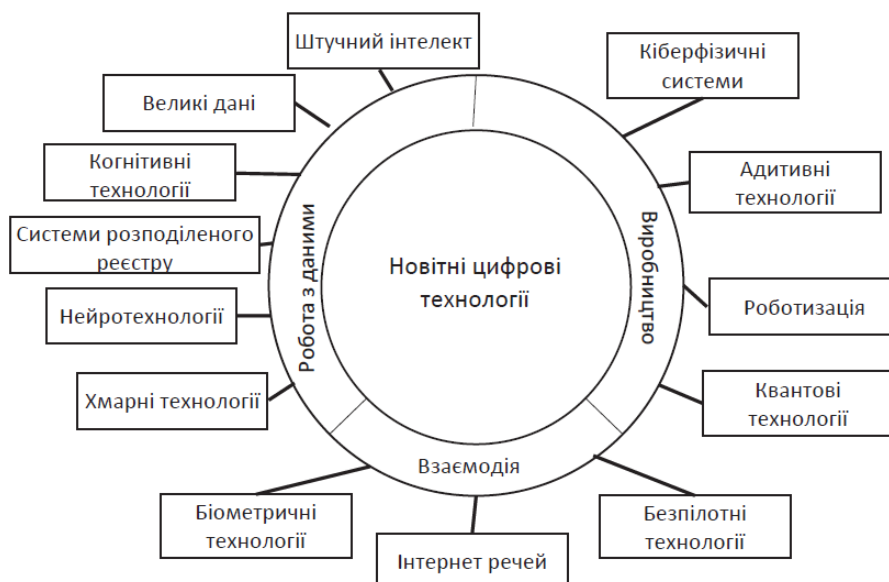 Штучний інтелект
Великі дані
Когнітивні
технології
Системи розподіленого
реєстру
Нейротехнології
Хмарні технології
Робота з даними
Новітні цифрові
технології
Виробництво
Кіберфізичні
системи
Адитивні
технології
Роботизація
Квантові
технології
Взаємодія
Біометричні
технології
Інтернет речей
Безпілотні
технології